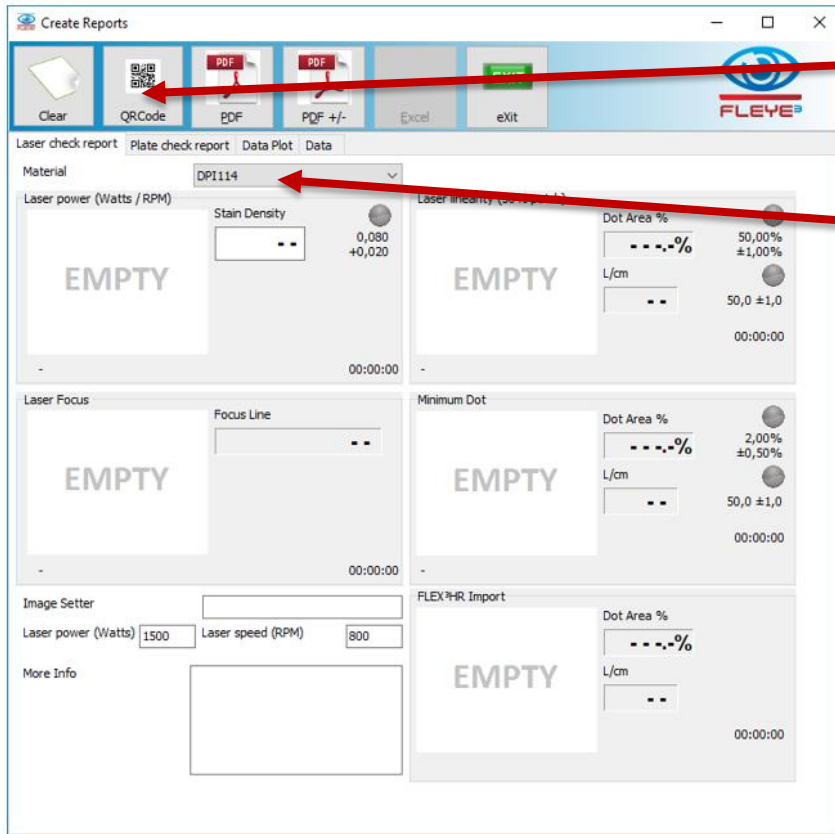 Create Reports
Clear QRCode PDF PDF PDF PDF +/- Excel EXIT eXit FLEYE³
Laser check report Plate check report Data Plot Data
Material DPI114
Laser power (Watts / RPM)
Stain Density
EMPTY
- -
0,080
+0,020
-
00:00:00
Laser linearity
Dot Area %
- - -.-%
50,00%
±1,00%
EMPTY
L/cm
- -
50,0 ±1,0
00:00:00
-
Laser Focus
Focus Line
EMPTY
- -
-
00:00:00
Minimum Dot
Dot Area %
- - -.-%
2,00%
±0,50%
EMPTY
L/cm
- -
50,0 ±1,0
00:00:00
-
Image Setter
Laser power (Watts) 1500 Laser speed (RPM) 800
More Info
FLEX³HR Import
Dot Area %
- - -.-%
EMPTY
L/cm
- -
00:00:00